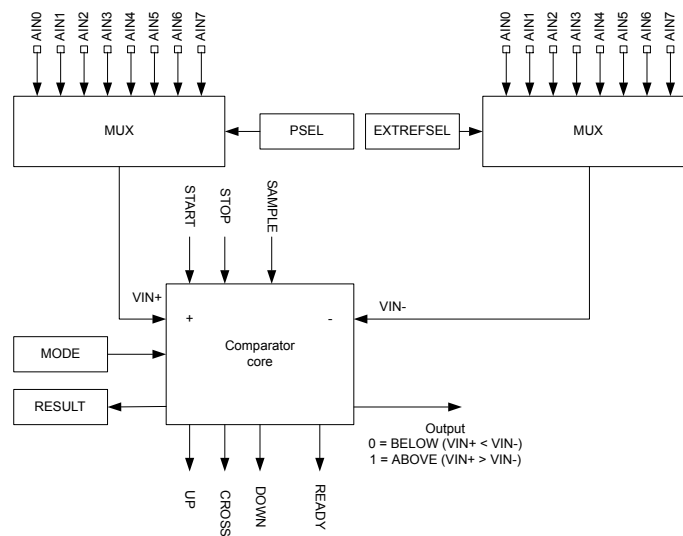 AIN0 AIN1 AIN2 AIN3 AIN4 AIN5 AIN6 AIN7
AIN0 AIN1 AIN2 AIN3 AIN4 AIN5 AIN6 AIN7
MUX
PSEL
EXTREFSEL
MUX
START
STOP
SAMPLE
VIN+
VIN-
+
-
Comparator
core
MODE
RESULT
Output
0 = BELOW (VIN+ < VIN-)
1 = ABOVE (VIN+ > VIN-)
UP
CROSS
DOWN
READY